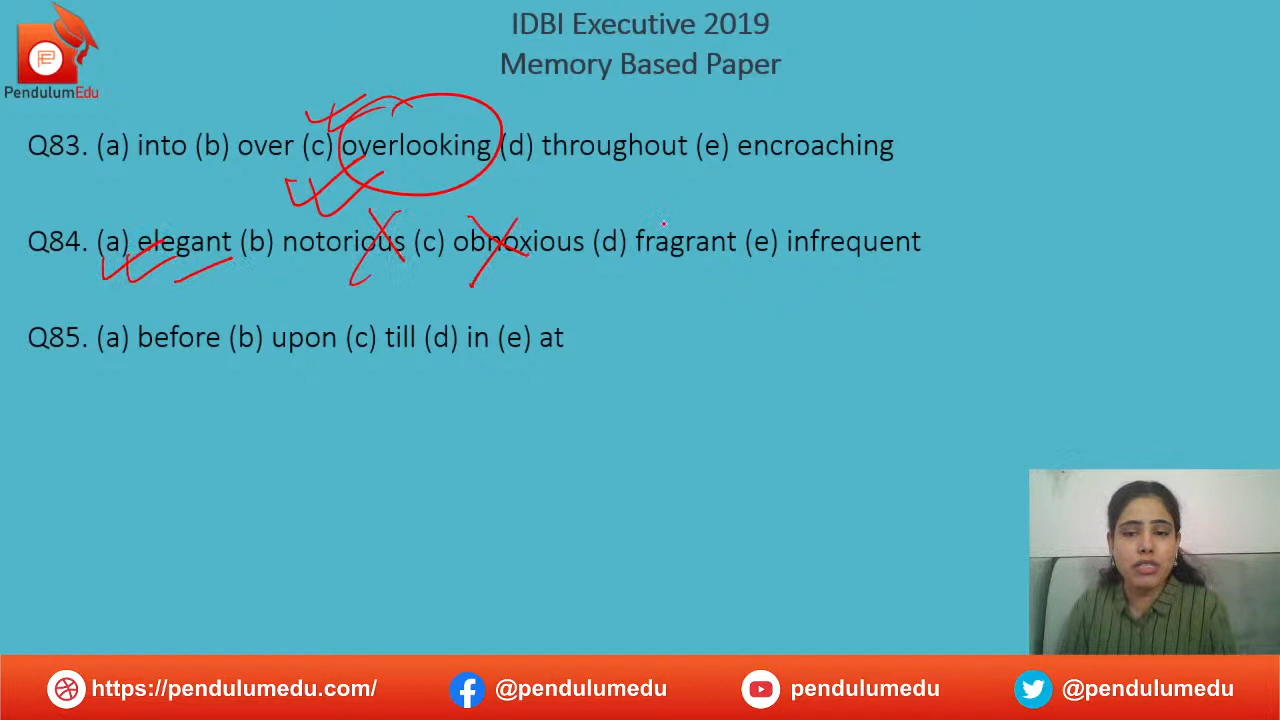 IDBI Executive 2019
Memory Based Paper
PE
PendulumEdu
Q83. (a) into (b) over (c) overlooking (d) throughout (e) encroaching
Q84. (a) elegant (b) notorious (c) obnoxious (d) fragrant (e) infrequent
Q85. (a) before (b) upon (c) till (d) in (e) at
https://pendulumedu.com/ @pendulumedu pendulumedu @pendulumedu